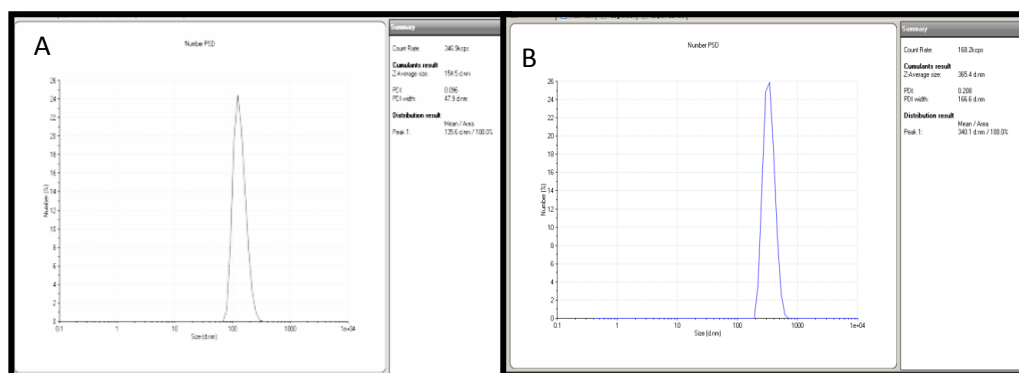 A
Number PSD
Number (%)
26
24
22
20
18
16
14
12
10
8
6
4
2
0
0.1
1
10
100
1000
1e+04
Size (d.nm)
Summary
Count Rate: 346.9kcps
Cumulants result
Z Average size: 154.5 d.nm
PDI: 0.096
PDI width: 47.9 d.nm
Distribution result
Mean / Area
Peak 1: 135.6 d.nm / 100.0%
B
Number PSD
Number (%)
26
24
22
20
18
16
14
12
10
8
6
4
2
0
0.1
1
10
100
1000
1e+04
Size (d.nm)
Summary
Count Rate: 168.2kcps
Cumulants result
Z Average size: 365.4 d.nm
PDI: 0.208
PDI width: 166.6 d.nm
Distribution result
Mean / Area
Peak 1: 340.1 d.nm / 100.0%